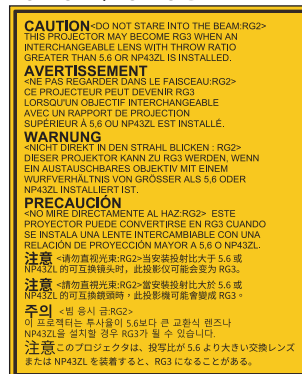 CAUTION<DO NOT STARE INTO THE BEAM:RG2>
THIS PROJECTOR MAY BECOME RG3 WHEN AN
INTERCHANGEABLE LENS WITH THROW RATIO
GREATER THAN 5.6 OR NP43ZL IS INSTALLED.
AVERTISSEMENT
<NE PAS REGARDER DANS LE FAISCEAU:RG2>
CE PROJECTEUR PEUT DEVENIR RG3
LORSQU'UN OBJECTIF INTERCHANGEABLE
AVEC UN RAPPORT DE PROJECTION
SUPÉRIEUR À 5,6 OU NP43ZL EST INSTALLÉ.
WARNUNG
<NICHT DIREKT IN DEN STRAHL BLICKEN : RG2>
DIESER PROJEKTOR KANN ZU RG3 WERDEN, WENN
EIN AUSTAUSCHBARES OBJEKTIV MIT EINEM
WURFVERHÄLTNIS VON GRÖSSER ALS 5,6 ODER
NP43ZL INSTALLIERT IST.
PRECAUCIÓN
<NO MIRE DIRECTAMENTE AL HAZ:RG2> ESTE
PROYECTOR PUEDE CONVERTIRSE EN RG3 CUANDO
SE INSTALA UNA LENTE INTERCAMBIABLE CON UNA
RELACIÓN DE PROYECCIÓN MAYOR A 5,6 O NP43ZL.
注意 <请勿直视光束:RG2>当安装投射比大于 5.6 或
NP43ZL 的可互换镜头时，此投影仪可能会变为 RG3。
注意 <請勿直視光束:RG2>當安裝投射比大於 5.6 或
NP43ZL 的可互換鏡頭時，此投影機可能會變成 RG3。
주의 <빔 응시 금:RG2>
이 프로젝터는 투사율이 5.6보다 큰 교환식 렌즈나
NP43ZL을 설치할 경우 RG3가 될 수 있습니다.
注意 このプロジェクタは、投写比が 5.6 より大きい交換レンズ
または NP43ZL を装着すると、RG3 になることがある。